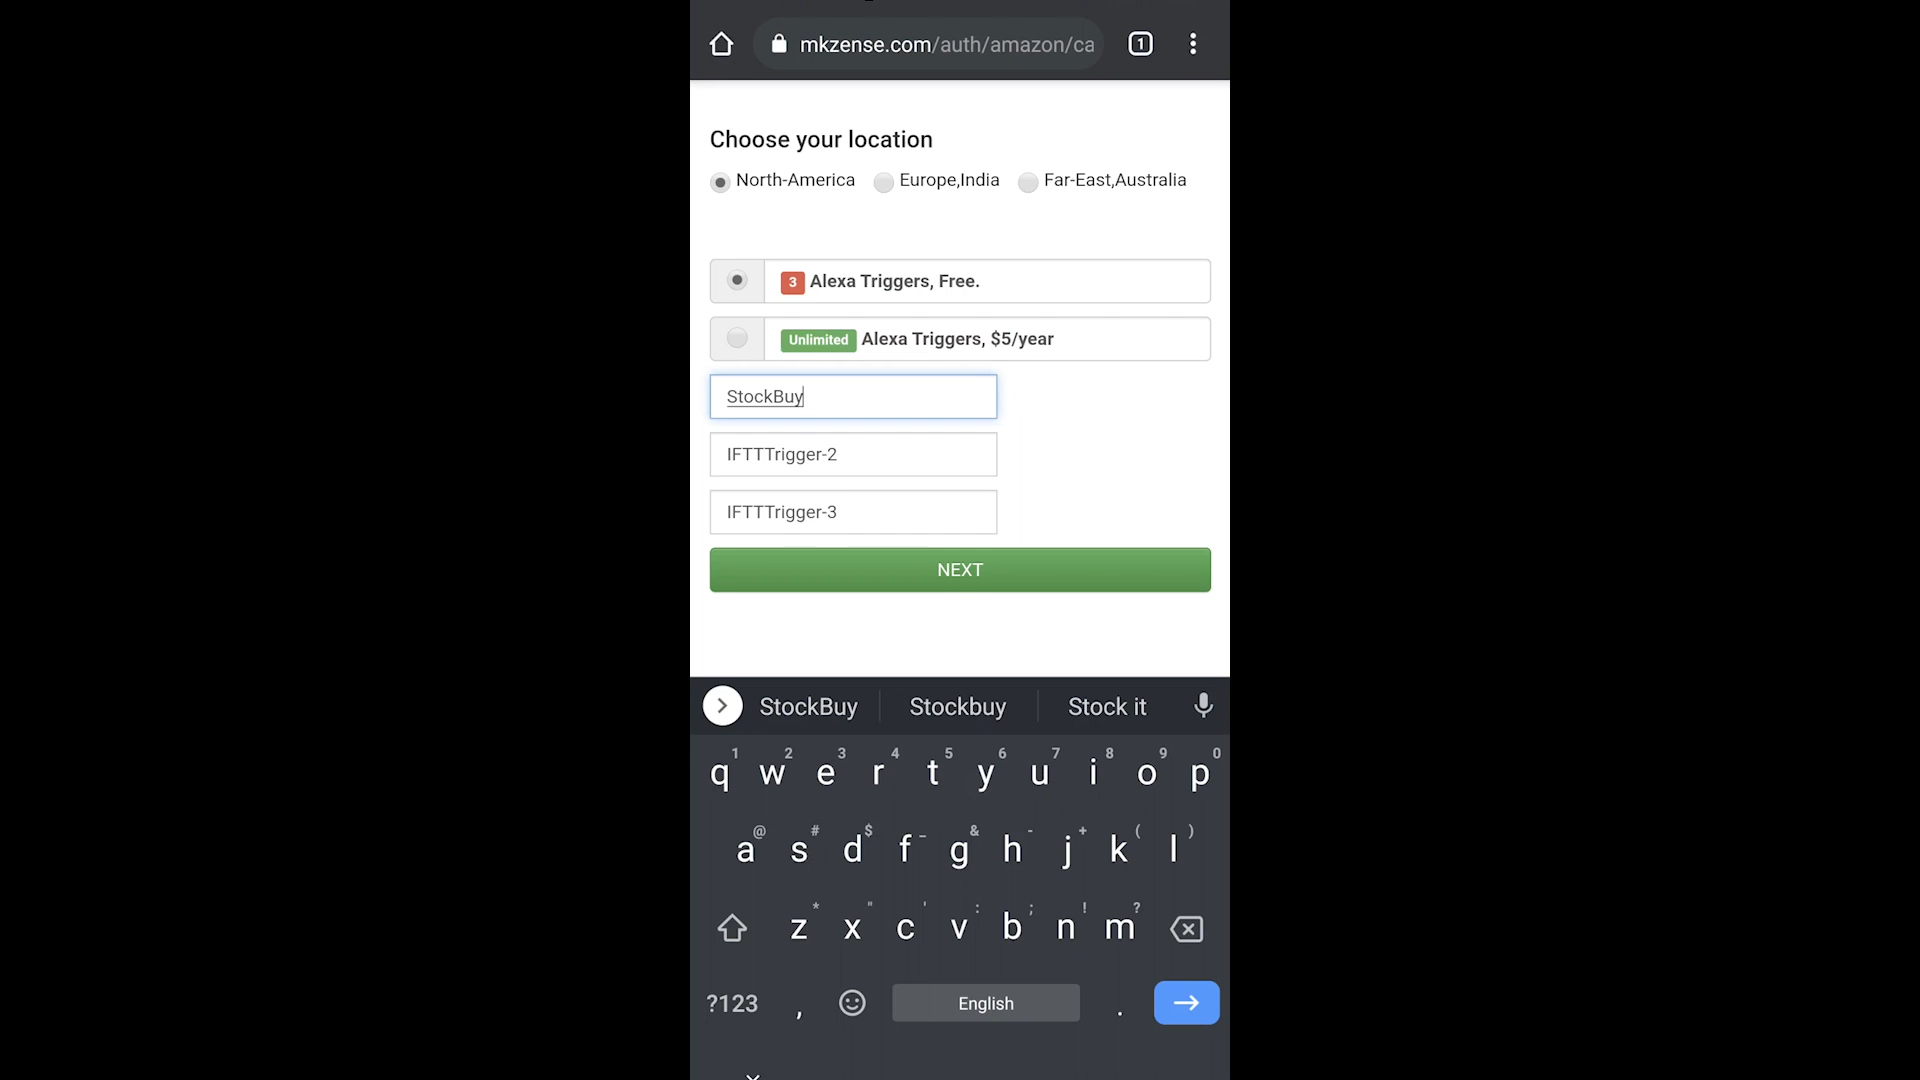 mkzense.com/auth/amazon/ca
1
Choose your location
North-America Europe,India Far-East,Australia
3 Alexa Triggers, Free.
Unlimited Alexa Triggers, $5/year
StockBuy
IFTTTrigger-2
IFTTTrigger-3
NEXT
StockBuy Stockbuy Stock it
1 2 3 4 5 6 7 8 9 0
q w e r t y u i o p
@ # $ _ & - + ( )
a s d f g h j k l
* " ' : ; ! ?
z x c v b n m
?123 , English .